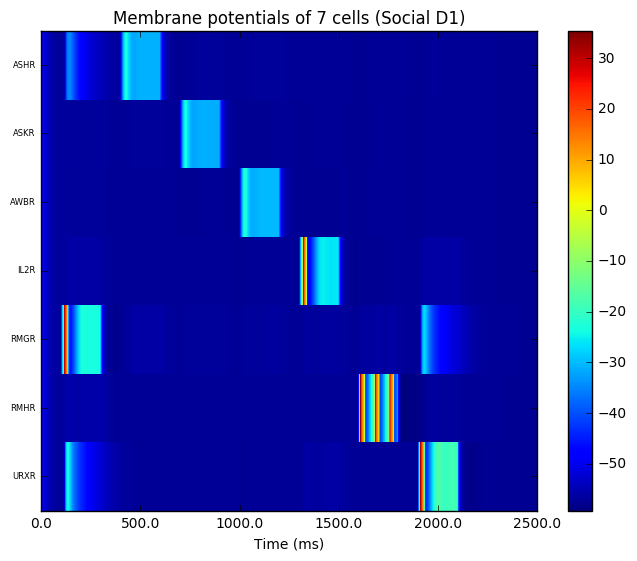 Membrane potentials of 7 cells (Social D1)
ASHR
ASKR
AWBR
IL2R
RMGR
RMHR
URXR
0.0 500.0 1000.0 1500.0 2000.0 2500.0
Time (ms)
30
20
10
0
−10
−20
−30
−40
−50